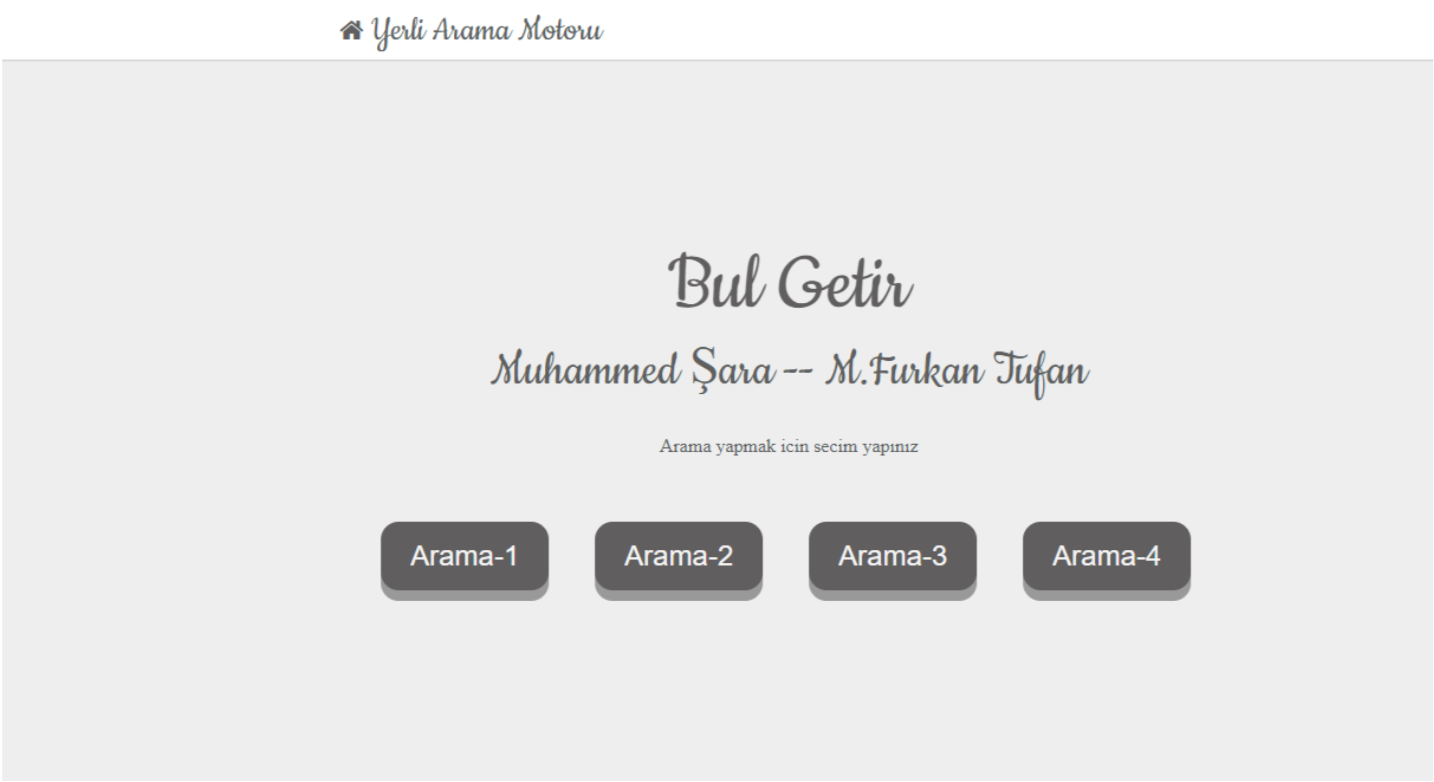 Yerli Arama Motoru
Bul Getir
Muhammed Şara -- M.Furkan Tufan
Arama yapmak icin secim yapınız
Arama-1 Arama-2 Arama-3 Arama-4